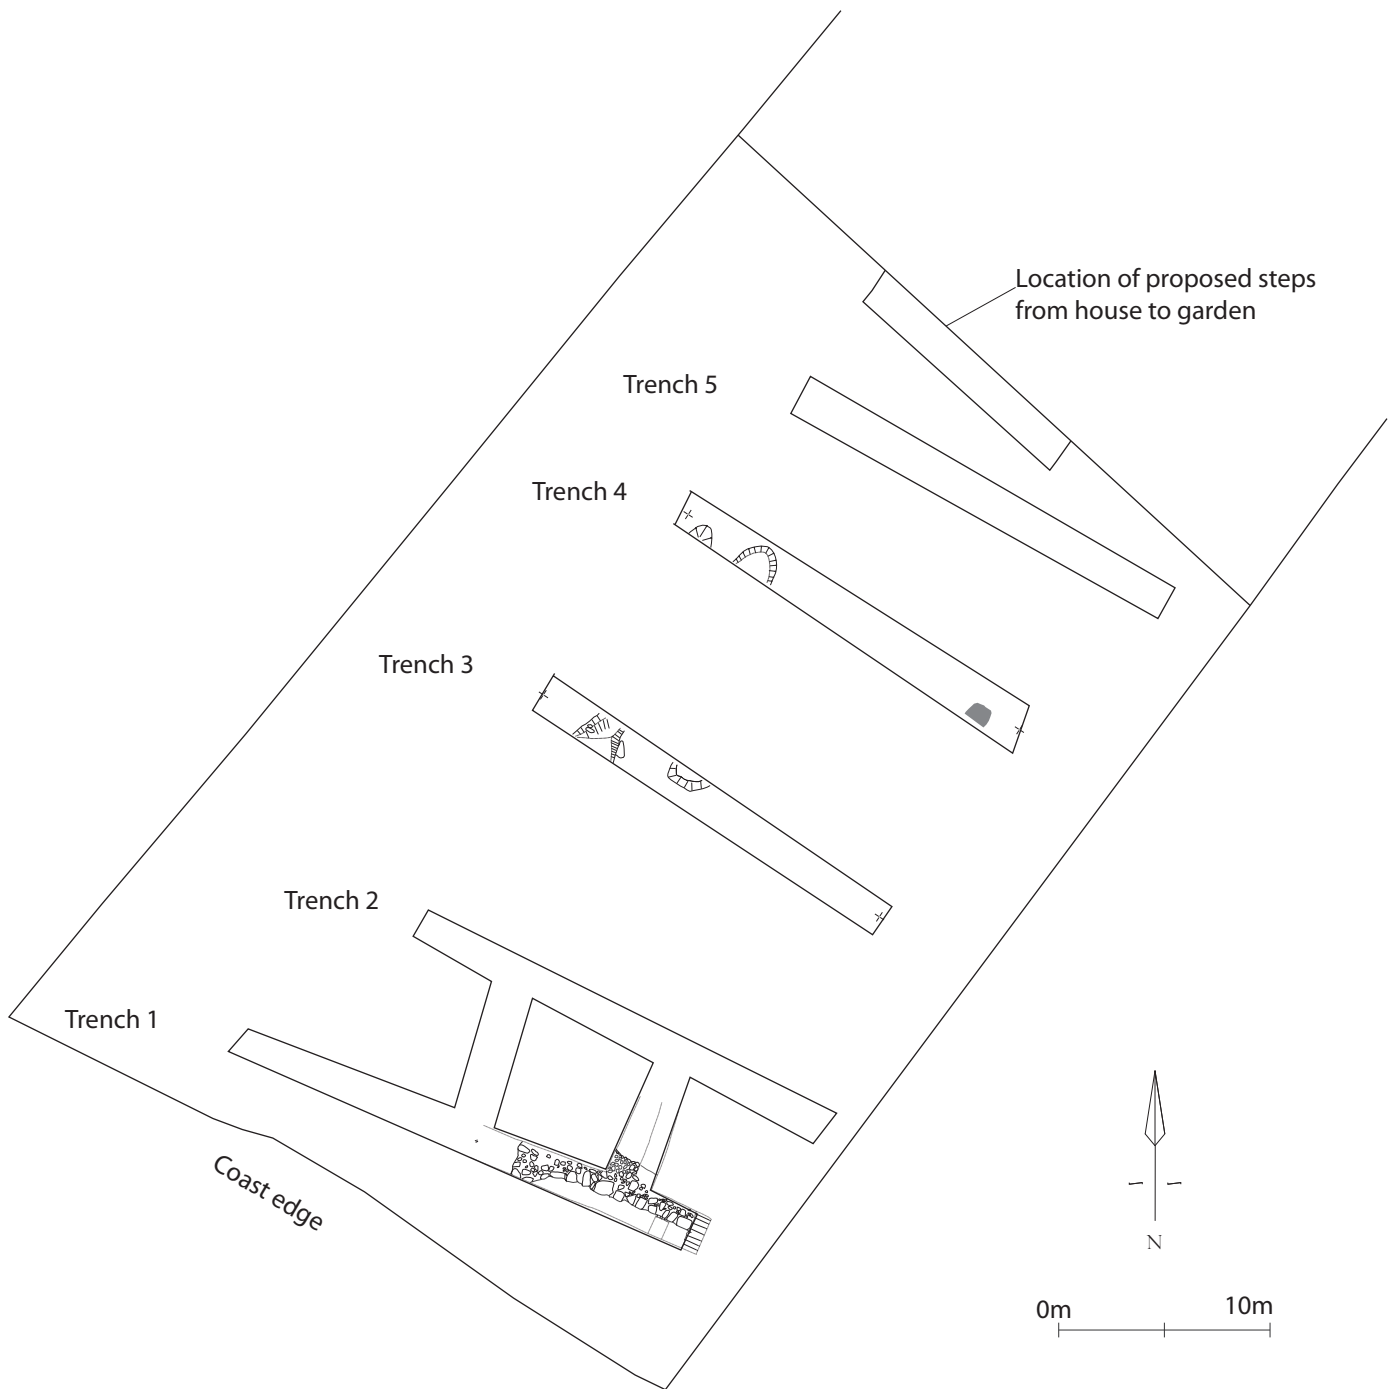 Location of proposed steps
from house to garden
Trench 5
Trench 4
Trench 3
Trench 2
Trench 1
Coast edge
N
0m
10m